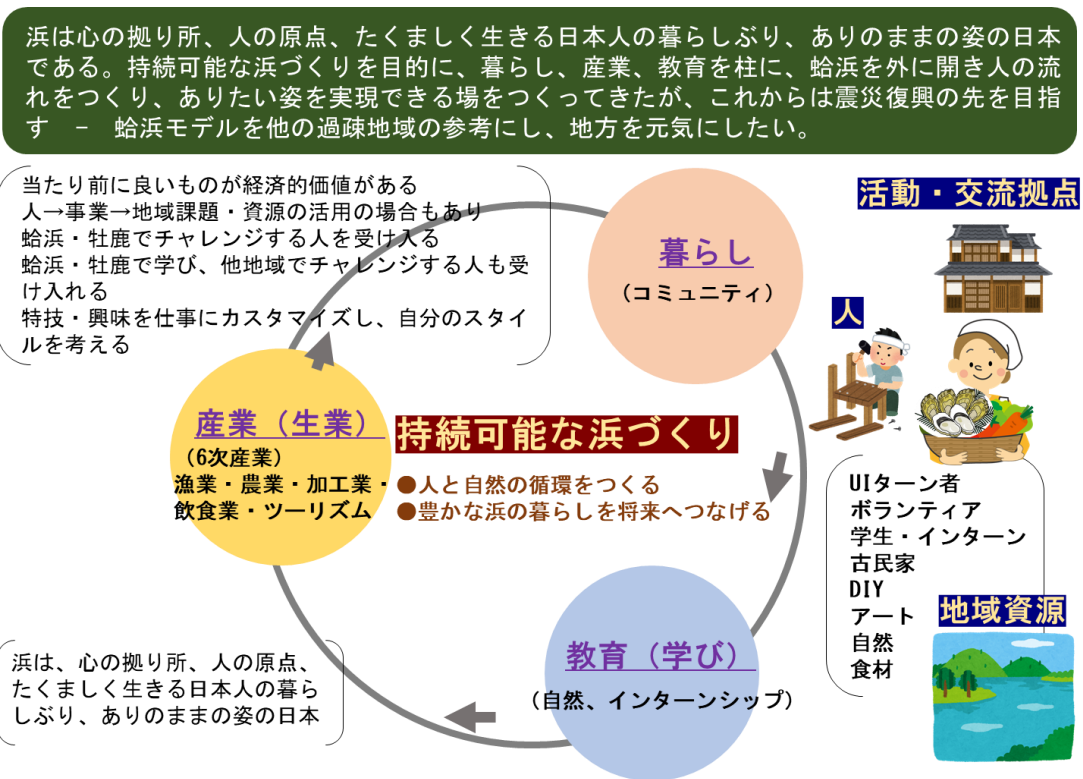 浜は心の拠り所、人の原点、たくましく生きる日本人の暮らしぶり、ありのままの姿の日本
である。持続可能な浜づくりを目的に、暮らし、産業、教育を柱に、蛤浜を外に開き人の流
れをつくり、ありたい姿を実現できる場をつくってきたが、これからは震災復興の先を目指
す － 蛤浜モデルを他の過疎地域の参考にし、地方を元気にしたい。
当たり前に良いものが経済的価値がある
人→事業→地域課題・資源の活用の場合もあり
蛤浜・牡鹿でチャレンジする人を受け入る
蛤浜・牡鹿で学び、他地域でチャレンジする人も受
け入れる
特技・興味を仕事にカスタマイズし、自分のスタイ
ルを考える
暮らし
（コミュニティ）
活動・交流拠点
人
産業（生業）
（6次産業）
漁業・農業・加工業・
飲食業・ツーリズム
持続可能な浜づくり
●人と自然の循環をつくる
●豊かな浜の暮らしを将来へつなげる
UIターン者
ボランティア
学生・インターン
古民家
DIY
アート
自然
食材
地域資源
教育（学び）
（自然、インターンシップ）
浜は、心の拠り所、人の原点、
たくましく生きる日本人の暮ら
しぶり、ありのままの姿の日本